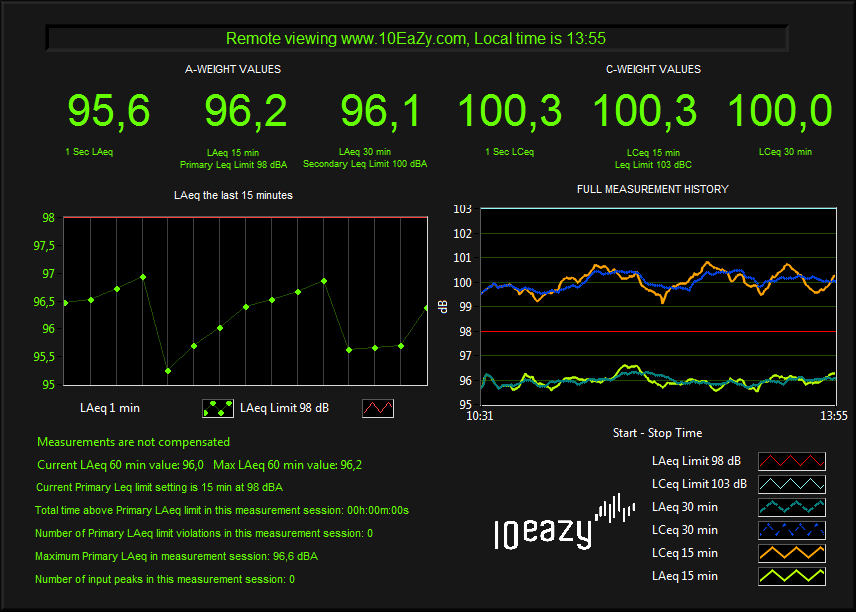 Remote viewing www.10EaZy.com, Local time is 13:55
A-WEIGHT VALUES
C-WEIGHT VALUES
95,6
96,2
96,1
100,3
100,3
100,0
1 Sec LAeq
LAeq 15 min
Primary Leq Limit 98 dBA
LAeq 30 min
Secondary Leq Limit 100 dBA
1 Sec LCeq
LCeq 15 min
Leq Limit 103 dBC
LCeq 30 min
LAeq the last 15 minutes
98
97,5
97
96,5
96
95,5
95
LAeq 1 min
LAeq Limit 98 dB
FULL MEASUREMENT HISTORY
dB
103
102
101
100
99
98
97
96
95
10:31
13:55
Start - Stop Time
Measurements are not compensated
Current LAeq 60 min value: 96,0 Max LAeq 60 min value: 96,2
Current Primary Leq limit setting is 15 min at 98 dBA
Total time above Primary LAeq limit in this measurement session: 00h:00m:00s
Number of Primary LAeq limit violations in this session: 0
Maximum Primary LAeq in measurement session: 96,6 dBA
Number of input peaks in this measurement session: 0
10eazy
LAeq Limit 98 dB
LCeq Limit 103 dB
LAeq 30 min
LCeq 30 min
LCeq 15 min
LAeq 15 min